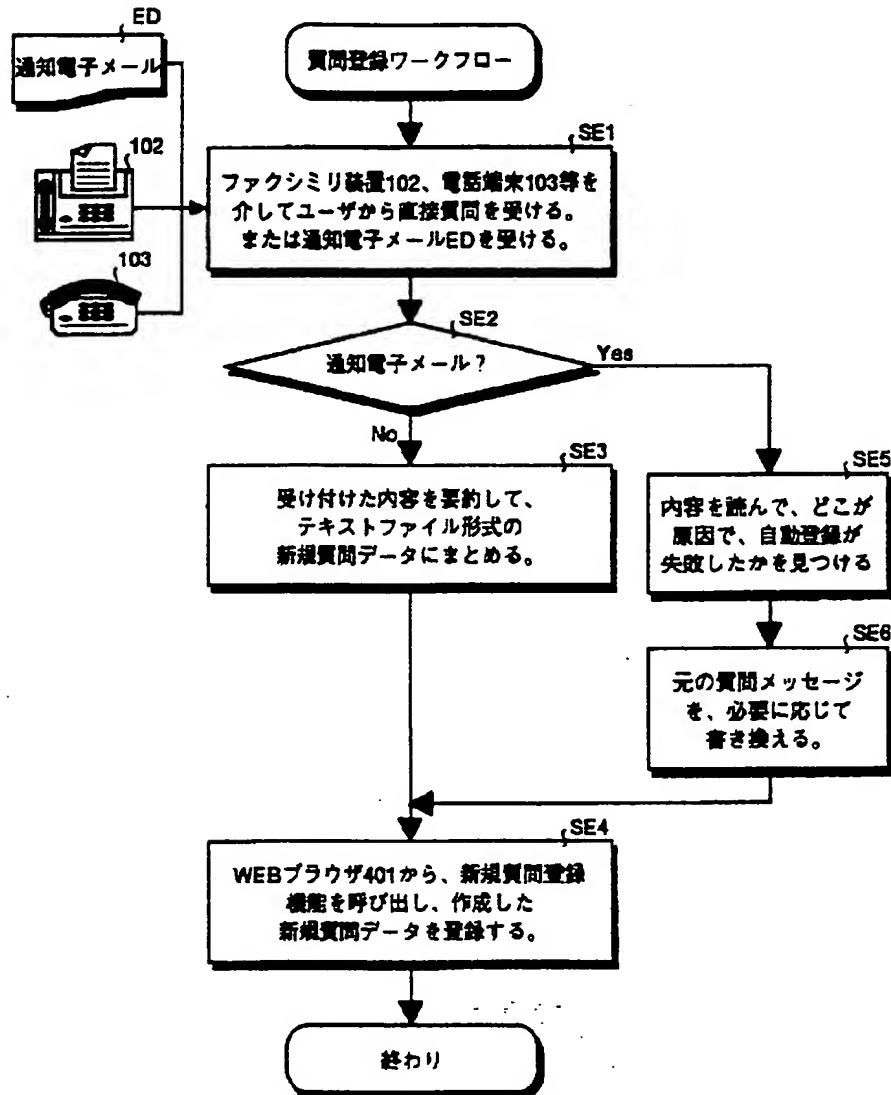 ED
通知電子メール
102
103
質問登録ワークフロー
SE1
ファクシミリ装置102、電話端末103等を
介してユーザから直接質問を受ける。
または通知電子メールEDを受ける。
SE2
通知電子メール？
Yes
No
SE3
受け付けた内容を要約して、
テキストファイル形式の
新規質問データにまとめる。
SE5
内容を読んで、どこが
原因で、自動登録が
失敗したかを見つける
SE6
元の質問メッセージ
を、必要に応じて
書き換える。
SE4
WEBブラウザ401から、新規質問登録
機能を呼び出し、作成した
新規質問データを登録する。
終わり